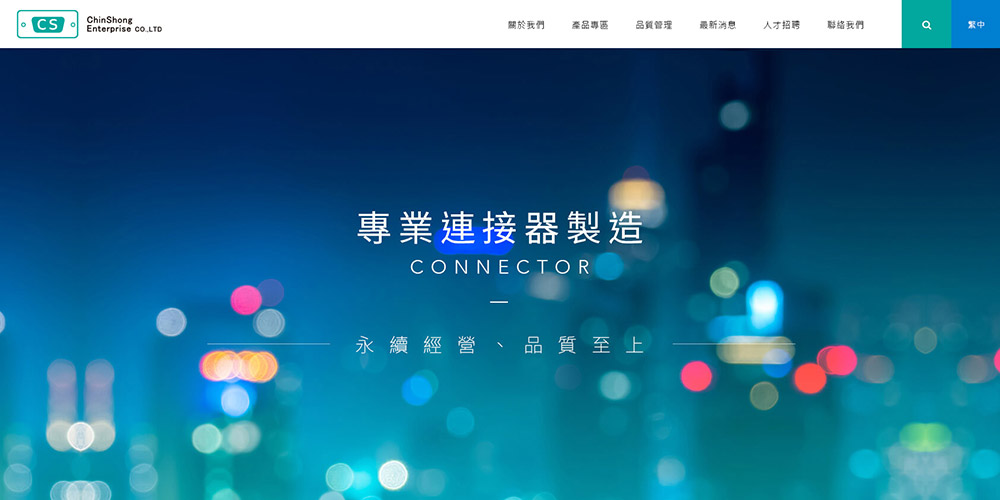 CS
ChinShong
Enterprise CO.,LTD
關於我們 產品專區 品質管理 最新消息 人才招聘 聯絡我們 繁中
專業連接器製造
CONNECTOR
永續經營、品質至上